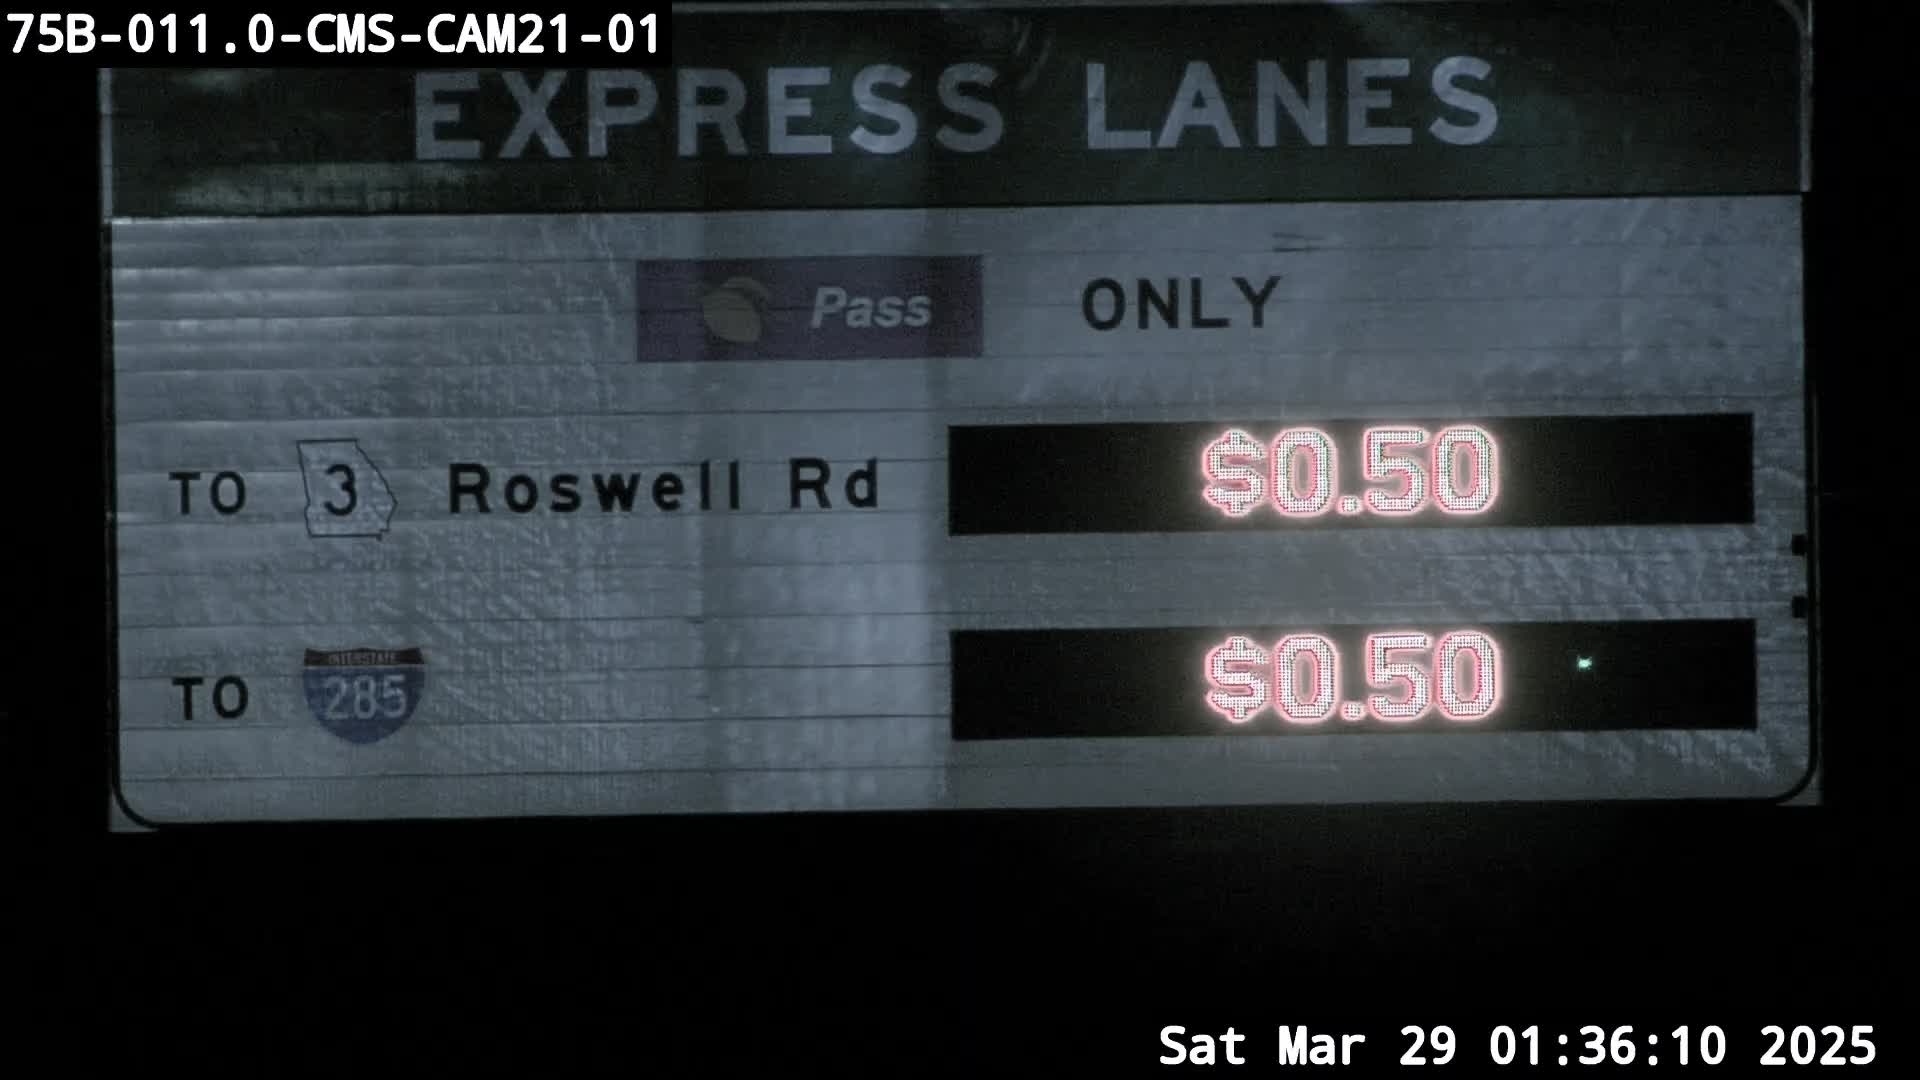 75B-011.0-CMS-CAM21-01
EXPRESS LANES
Pass ONLY
TO 3 Roswell Rd $0.50
TO INTERSTATE 285 $0.50
Sat Mar 29 01:36:10 2025